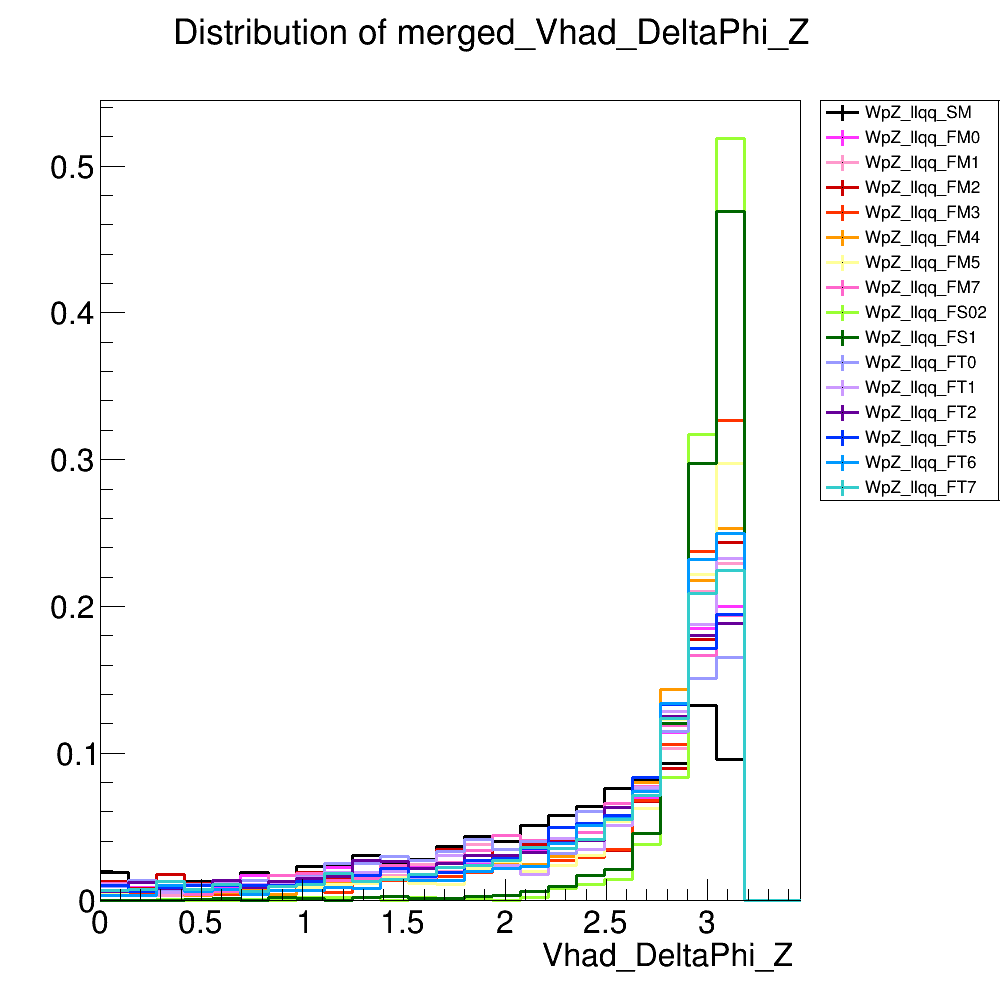 Distribution of merged_Vhad_DeltaPhi_Z
WpZ_llqq_SM
WpZ_llqq_FM0
WpZ_llqq_FM1
WpZ_llqq_FM2
WpZ_llqq_FM3
WpZ_llqq_FM4
WpZ_llqq_FM5
WpZ_llqq_FM7
WpZ_llqq_FS02
WpZ_llqq_FS1
WpZ_llqq_FT0
WpZ_llqq_FT1
WpZ_llqq_FT2
WpZ_llqq_FT5
WpZ_llqq_FT6
WpZ_llqq_FT7
0.5
0.4
0.3
0.2
0.1
0
0 0.5 1 1.5 2 2.5 3
Vhad_DeltaPhi_Z